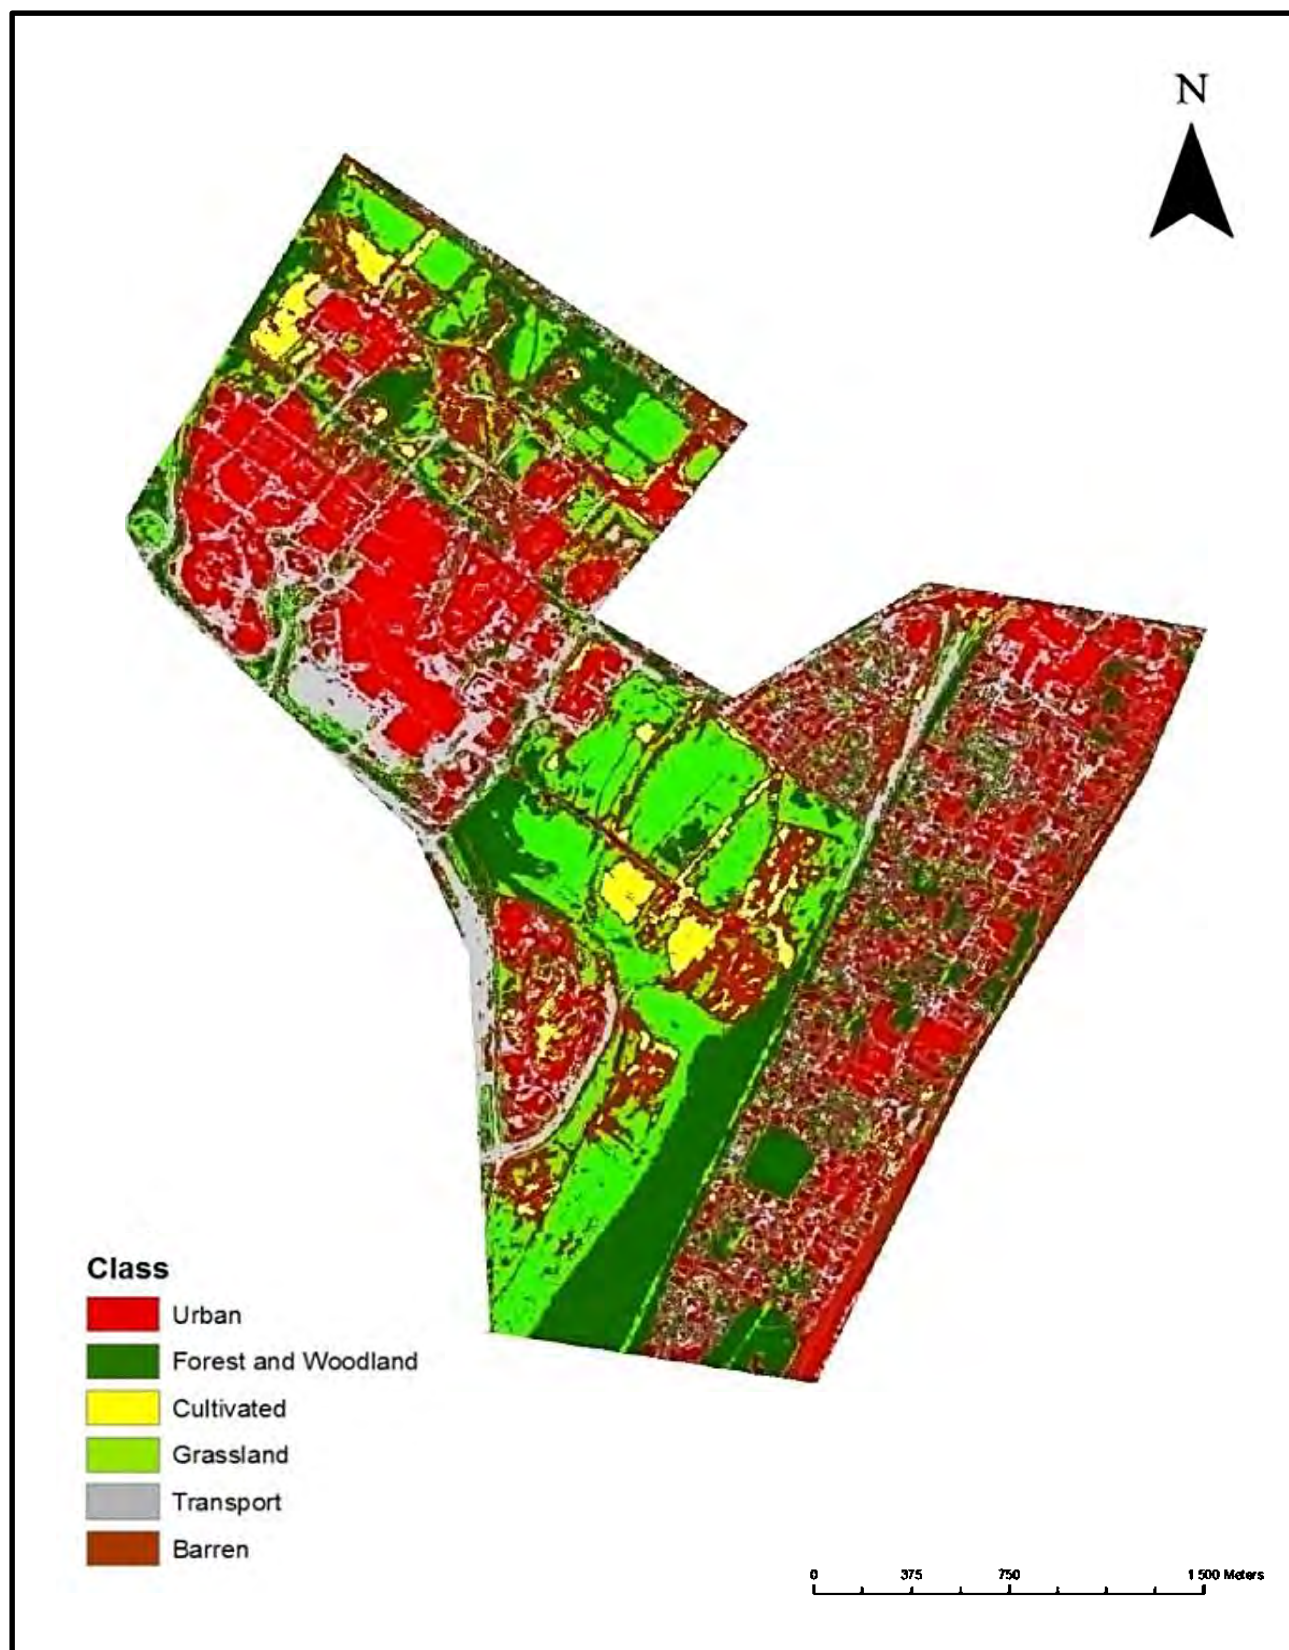 N
Class
Urban
Forest and Woodland
Cultivated
Grassland
Transport
Barren
0 375 750 1 500 Meters